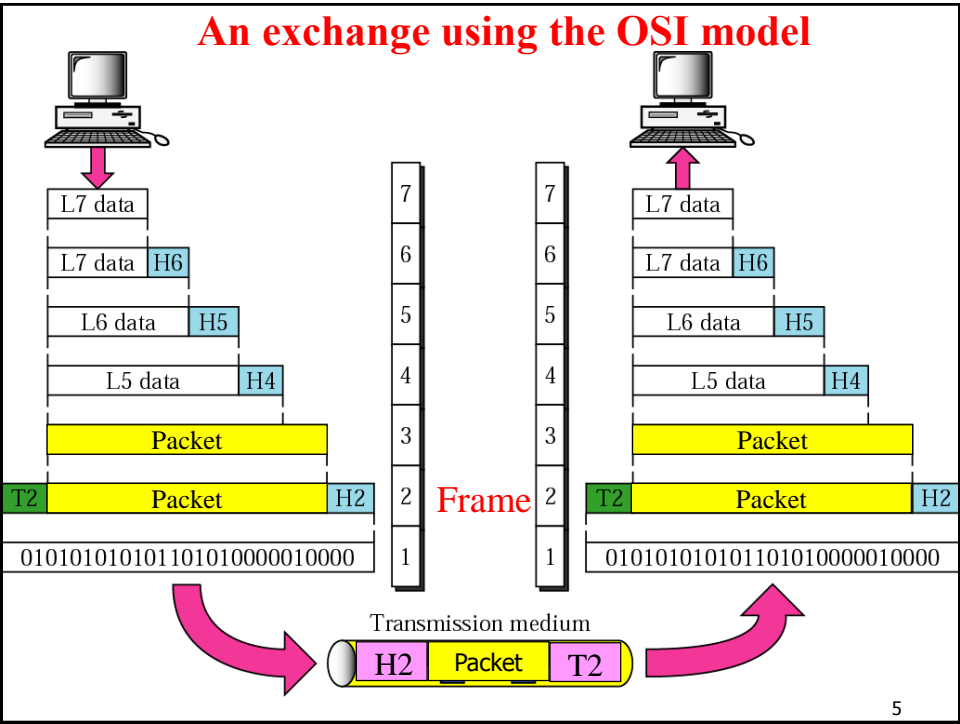 An exchange using the OSI model
L7 data
7
7
L7 data
L7 data H6
6
6
L7 data H6
L6 data H5
5
5
L6 data H5
L5 data H4
4
4
L5 data H4
Packet
3
3
Packet
T2 Packet H2
2
Frame
2
T2 Packet H2
010101010101101010000010000
1
1
010101010101101010000010000
Transmission medium
H2 Packet T2
5